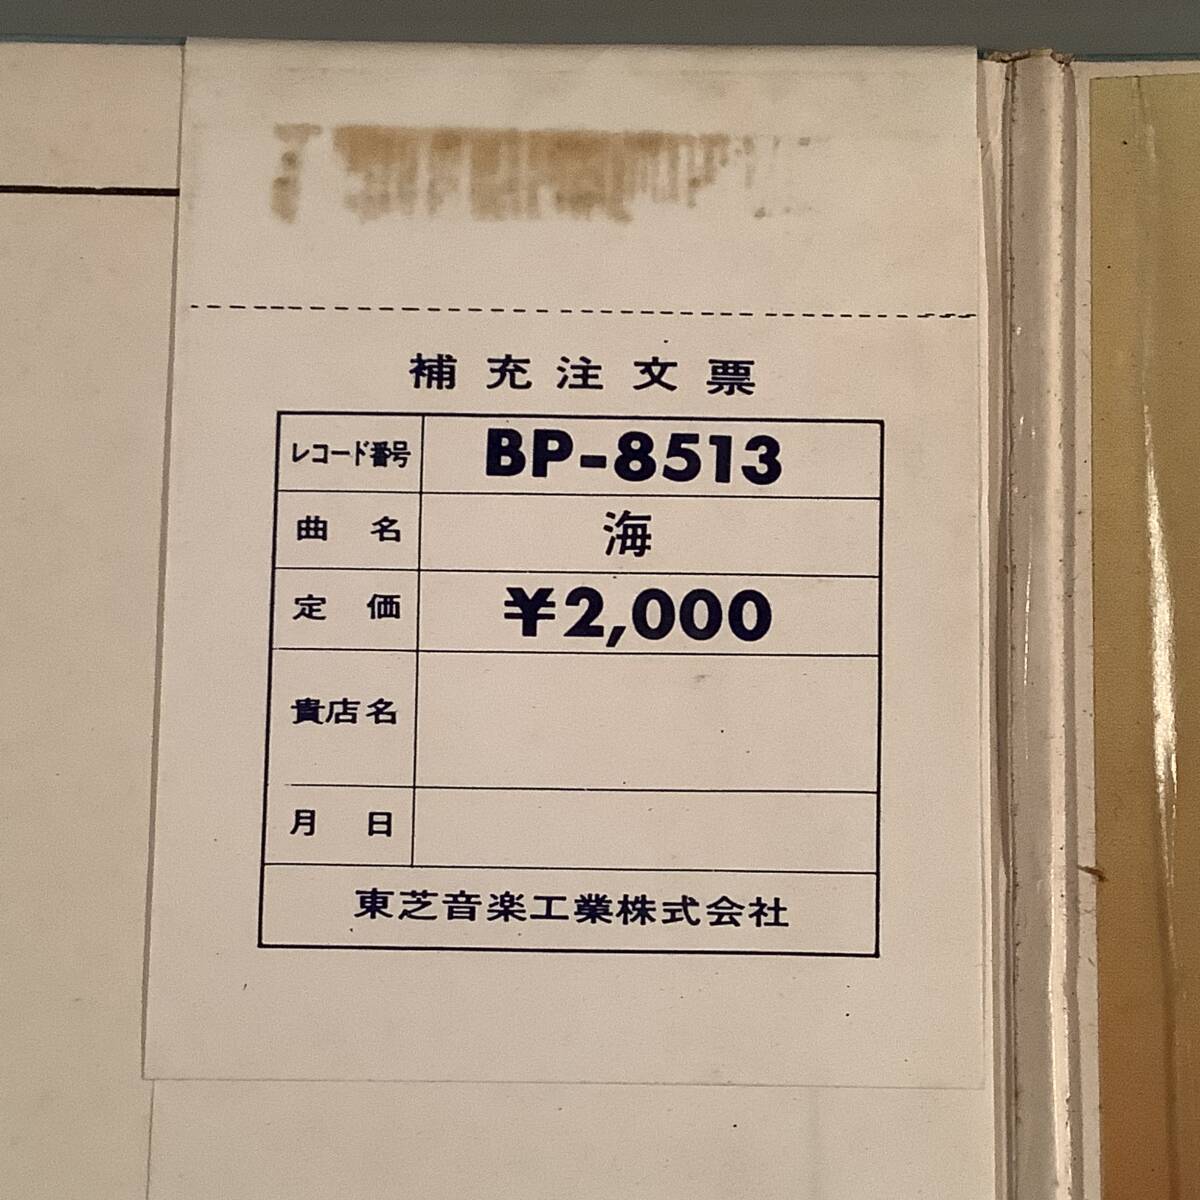 補充注文票
レコード番号 BP-8513
曲名 海
定価 ¥2,000
貴店名
月日
東芝音楽工業株式会社